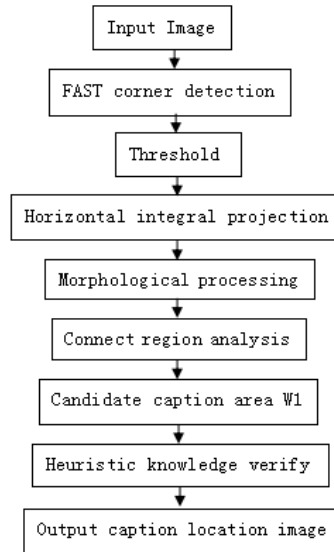 Input Image
FAST corner detection
Threshold
Horizontal integral projection
Morphological processing
Connect region analysis
Candidate caption area W1
Heuristic knowledge verify
Output caption location image